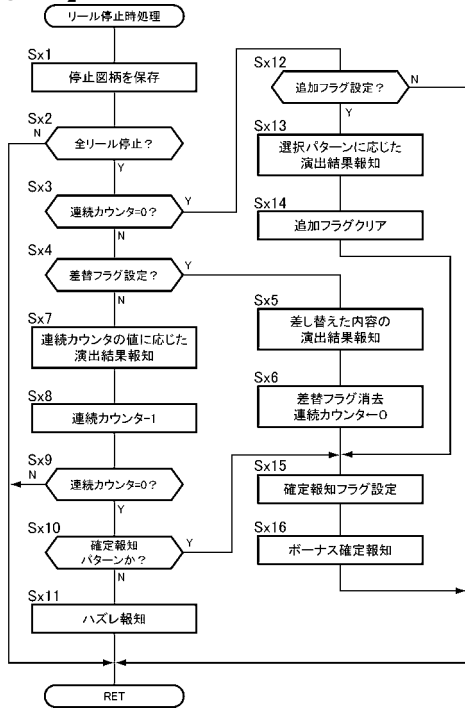 リール停止時処理
Sx1
停止図柄を保存
Sx2
全リール停止？
N
Y
Sx3
連続カウンタ=0？
Y
N
Sx4
差替フラグ設定？
Y
N
Sx7
連続カウンタの値に応じた
演出結果報知
Sx8
連続カウンタ-1
Sx9
連続カウンタ=0？
N
Y
Sx10
確定報知
パターンか？
Y
N
Sx11
ハズレ報知
RET
Sx12
追加フラグ設定？
N
Y
Sx13
選択パターンに応じた
演出結果報知
Sx14
追加フラグクリア
Sx5
差し替えた内容の
演出結果報知
Sx6
差替フラグ消去
連続カウンタ←0
Sx15
確定報知フラグ設定
Sx16
ボーナス確定報知